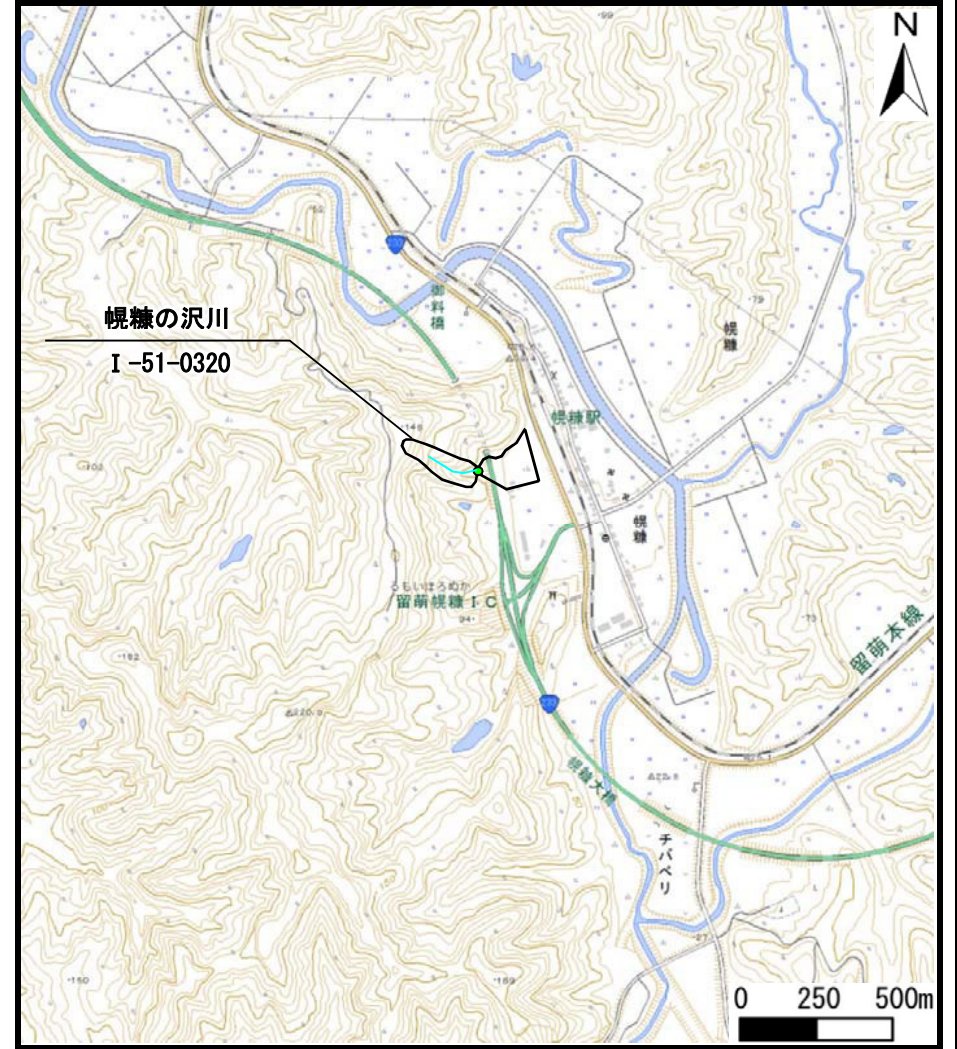 N
幌糠の沢川
Ⅰ-51-0320
御料橋
幌糠
幌糠駅
幌糠
るもいほろぬか
留萌幌糠IC
留萌本線
幌糠大橋
チバベリ
0 250 500m